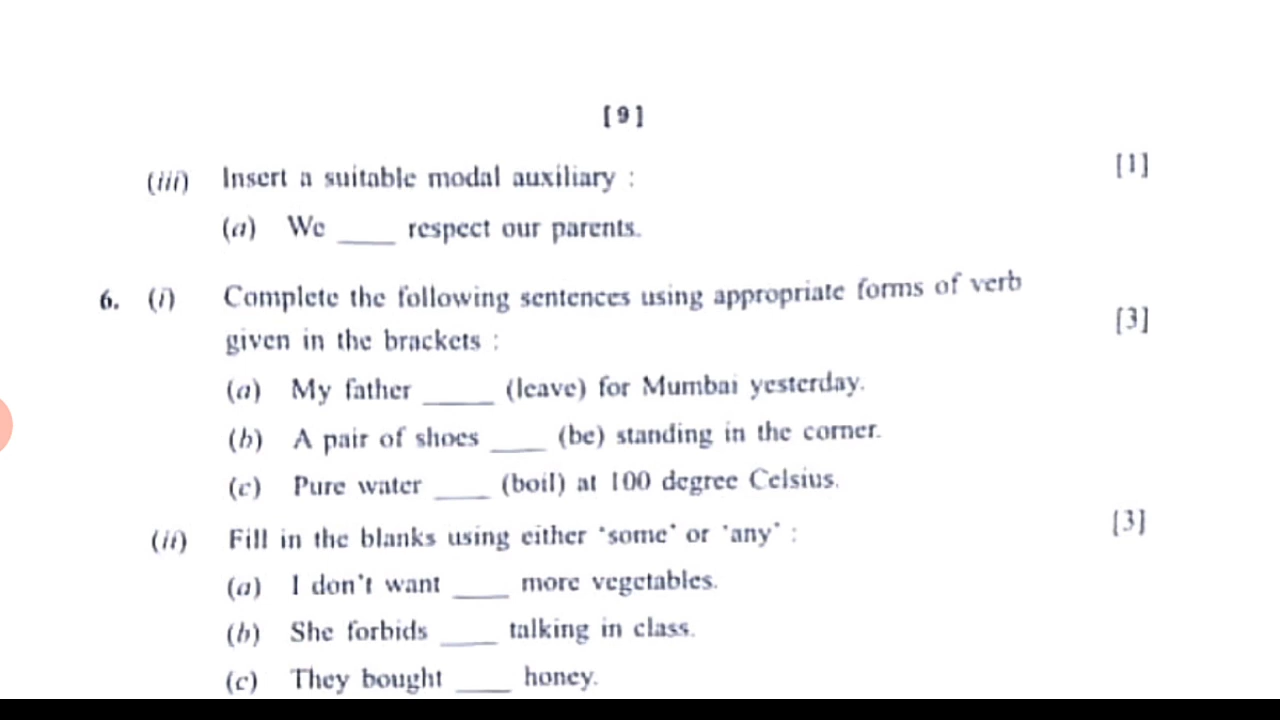 [ 9 ]
(iii) Insert a suitable modal auxiliary : [1]
(a) We ____ respect our parents.
6. (i) Complete the following sentences using appropriate forms of verb
given in the brackets : [3]
(a) My father _____ (leave) for Mumbai yesterday.
(b) A pair of shoes ____ (be) standing in the corner.
(c) Pure water ____ (boil) at 100 degree Celsius.
(ii) Fill in the blanks using either 'some' or 'any' : [3]
(a) I don't want ____ more vegetables.
(b) She forbids ____ talking in class.
(c) They bought ____ honey.